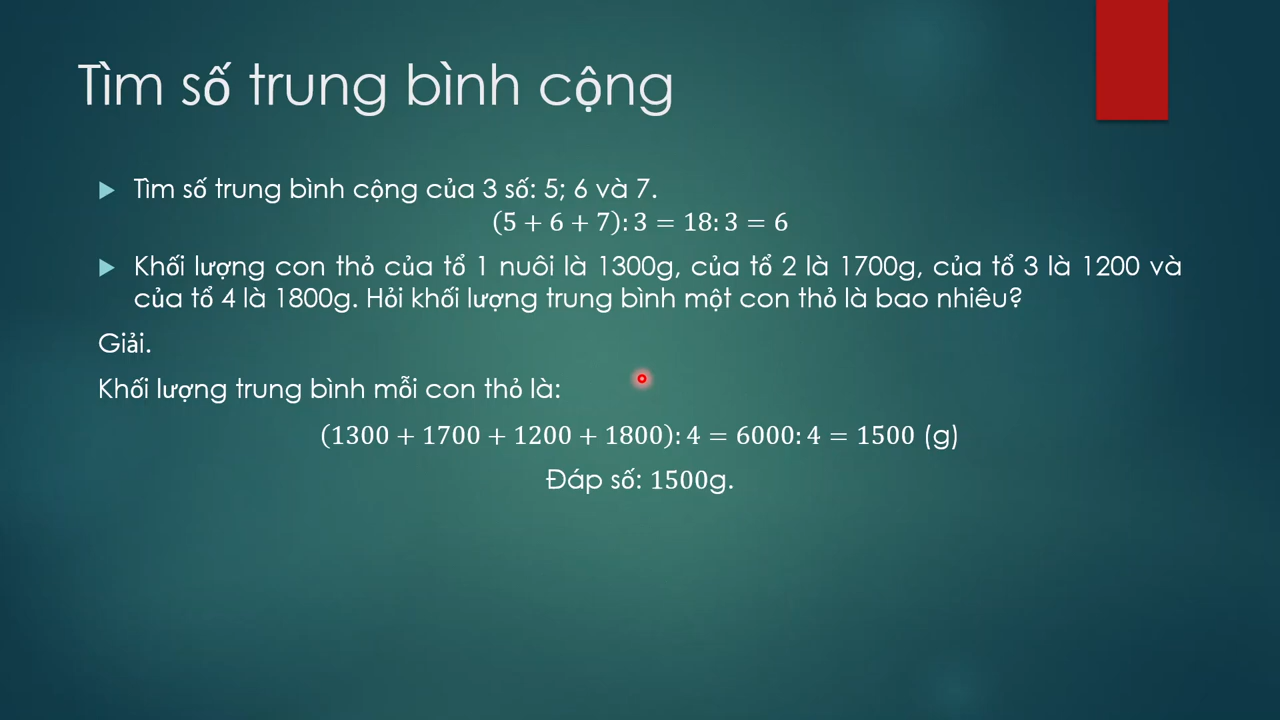 Tìm số trung bình cộng
Tìm số trung bình cộng của 3 số: 5; 6 và 7.
(5 + 6 + 7): 3 = 18: 3 = 6
Khối lượng con thỏ của tổ 1 nuôi là 1300g, của tổ 2 là 1700g, của tổ 3 là 1200 và
của tổ 4 là 1800g. Hỏi khối lượng trung bình một con thỏ là bao nhiêu?
Giải.
Khối lượng trung bình mỗi con thỏ là:
(1300 + 1700 + 1200 + 1800): 4 = 6000: 4 = 1500 (g)
Đáp số: 1500g.